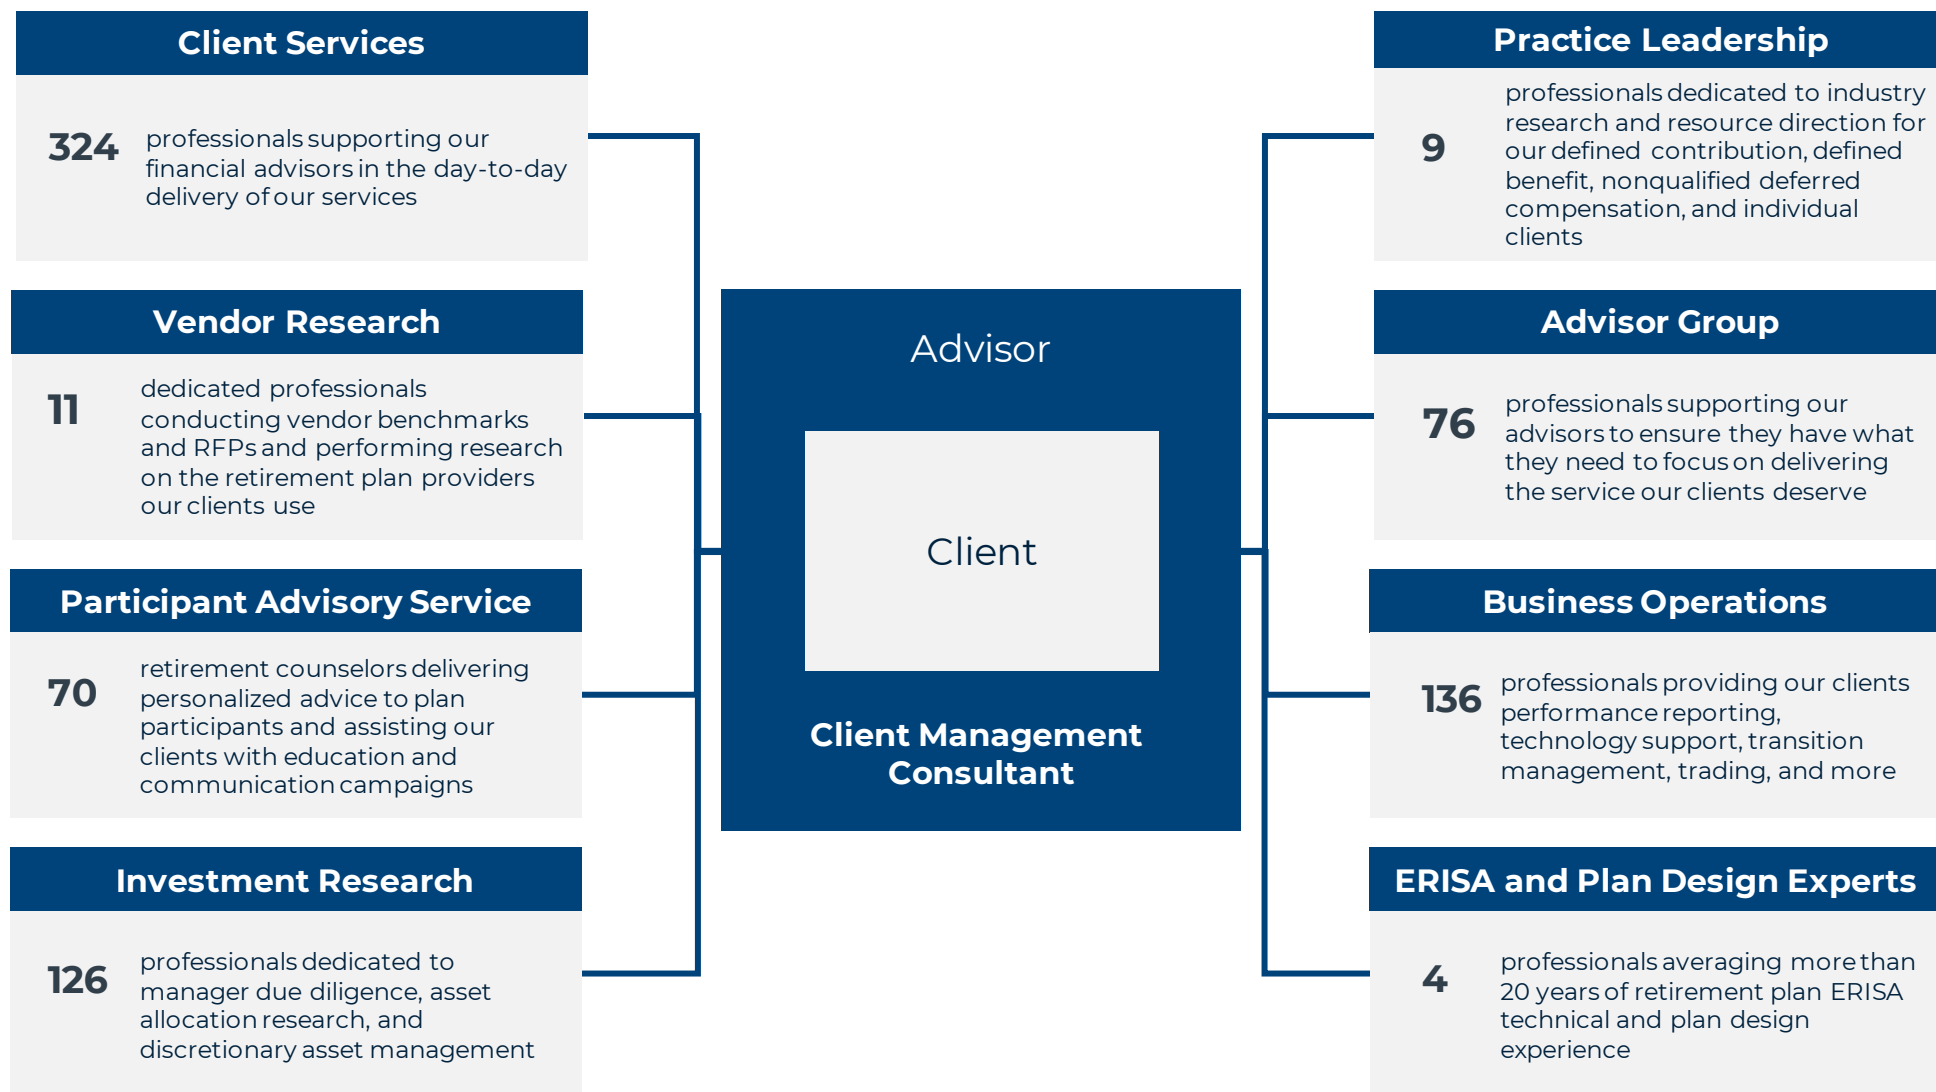 Client Services
324
professionals supporting our
financial advisors in the day-to-day
delivery of our services
Vendor Research
11
dedicated professionals
conducting vendor benchmarks
and RFPs and performing research
on the retirement plan providers
our clients use
Participant Advisory Service
70
retirement counselors delivering
personalized advice to plan
participants and assisting our
clients with education and
communication campaigns
Investment Research
126
professionals dedicated to
manager due diligence, asset
allocation research, and
discretionary asset management
Advisor
Client
Client Management
Consultant
Practice Leadership
9
professionals dedicated to industry
research and resource direction for
our defined contribution, defined
benefit, nonqualified deferred
compensation, and individual
clients
Advisor Group
76
professionals supporting our
advisors to ensure they have what
they need to focus on delivering
the service our clients deserve
Business Operations
136
professionals providing our clients
performance reporting,
technology support, transition
management, trading, and more
ERISA and Plan Design Experts
4
professionals averaging more than
20 years of retirement plan ERISA
technical and plan design
experience